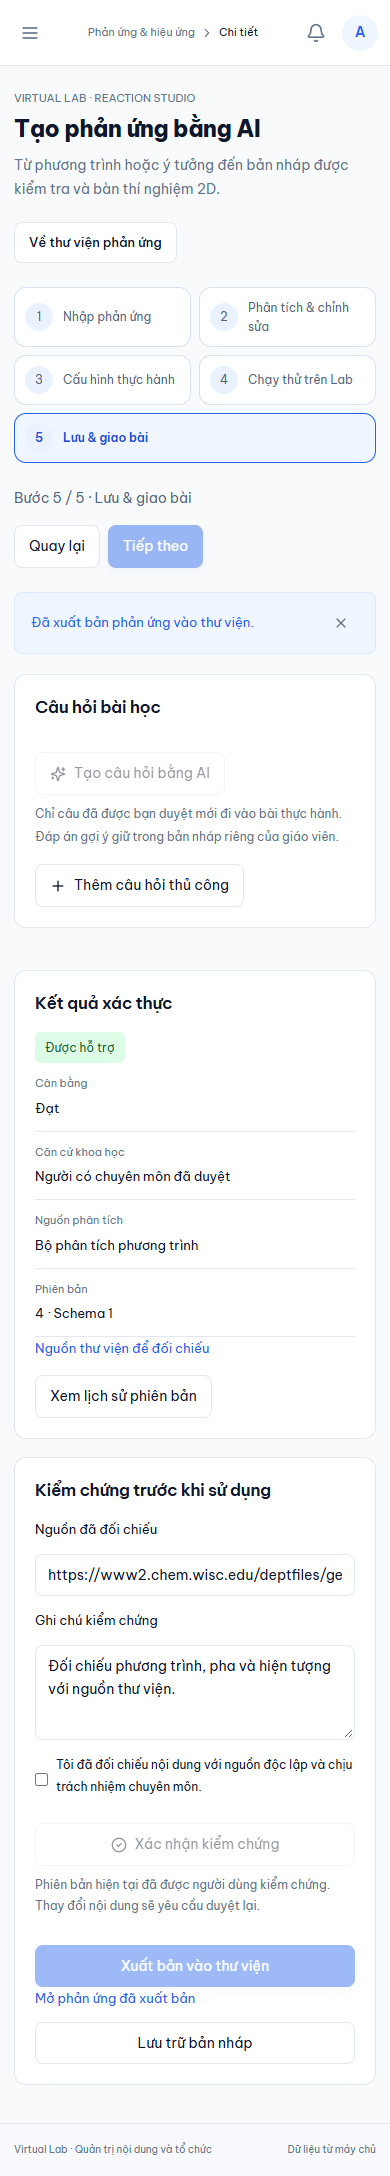 Phản ứng & hiệu ứng > Chi tiết
A
VIRTUAL LAB · REACTION STUDIO
Tạo phản ứng bằng AI
Từ phương trình hoặc ý tưởng đến bản nháp được
kiểm tra và bàn thí nghiệm 2D.
Về thư viện phản ứng
1 Nhập phản ứng
2 Phân tích & chỉnh
sửa
3 Cấu hình thực hành
4 Chạy thử trên Lab
5 Lưu & giao bài
Bước 5 / 5 · Lưu & giao bài
Quay lại
Tiếp theo
Đã xuất bản phản ứng vào thư viện.
Câu hỏi bài học
Tạo câu hỏi bằng AI
Chỉ câu đã được bạn duyệt mới đi vào bài thực hành.
Đáp án gợi ý giữ trong bản nháp riêng của giáo viên.
Thêm câu hỏi thủ công
Kết quả xác thực
Được hỗ trợ
Cân bằng
Đạt
Căn cứ khoa học
Người có chuyên môn đã duyệt
Nguồn phân tích
Bộ phân tích phương trình
Phiên bản
4 · Schema 1
Nguồn thư viện để đối chiếu
Xem lịch sử phiên bản
Kiểm chứng trước khi sử dụng
Nguồn đã đối chiếu
https://www2.chem.wisc.edu/deptfiles/ge
Ghi chú kiểm chứng
Đối chiếu phương trình, pha và hiện tượng
với nguồn thư viện.
Tôi đã đối chiếu nội dung với nguồn độc lập và chịu
trách nhiệm chuyên môn.
Xác nhận kiểm chứng
Phiên bản hiện tại đã được người dùng kiểm chứng.
Thay đổi nội dung sẽ yêu cầu duyệt lại.
Xuất bản vào thư viện
Mở phản ứng đã xuất bản
Lưu trữ bản nháp
Virtual Lab · Quản trị nội dung và tổ chức
Dữ liệu từ máy chủ